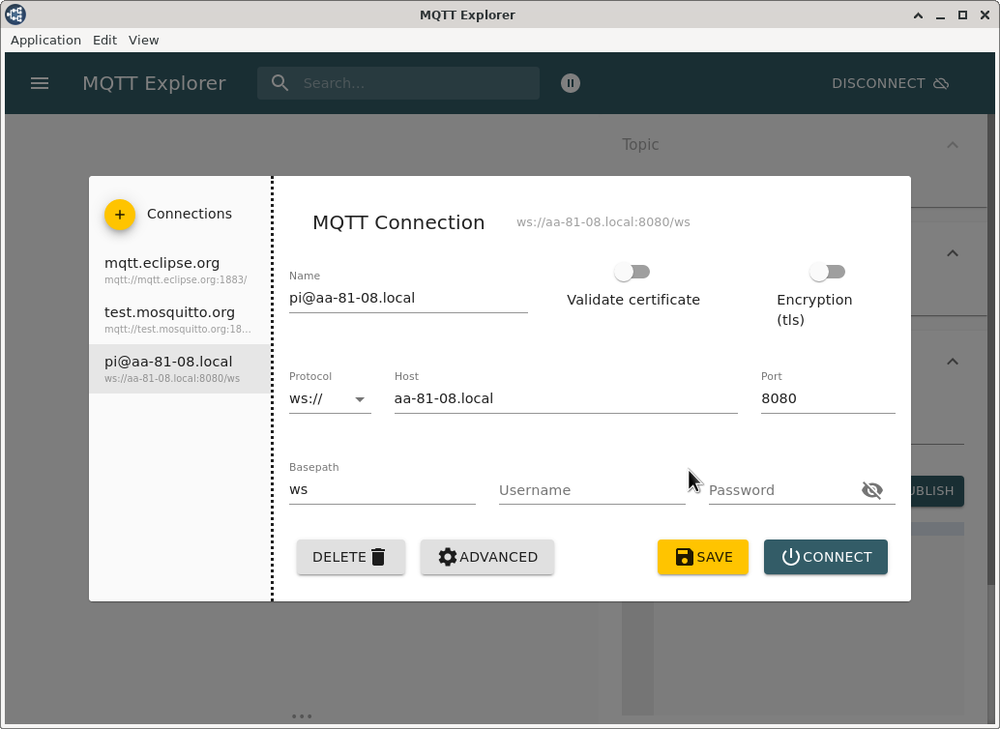 MQTT Explorer
Application Edit View
MQTT Explorer Search... DISCONNECT
Topic
+ Connections
mqtt.eclipse.org
mqtt://mqtt.eclipse.org:1883/
test.mosquitto.org
mqtt://test.mosquitto.org:18...
pi@aa-81-08.local
ws://aa-81-08.local:8080/ws
MQTT Connection ws://aa-81-08.local:8080/ws
Name
pi@aa-81-08.local
Validate certificate
Encryption
(tls)
Protocol Host Port
ws:// aa-81-08.local 8080
Basepath
ws Username Password
UBLISH
DELETE ADVANCED SAVE CONNECT